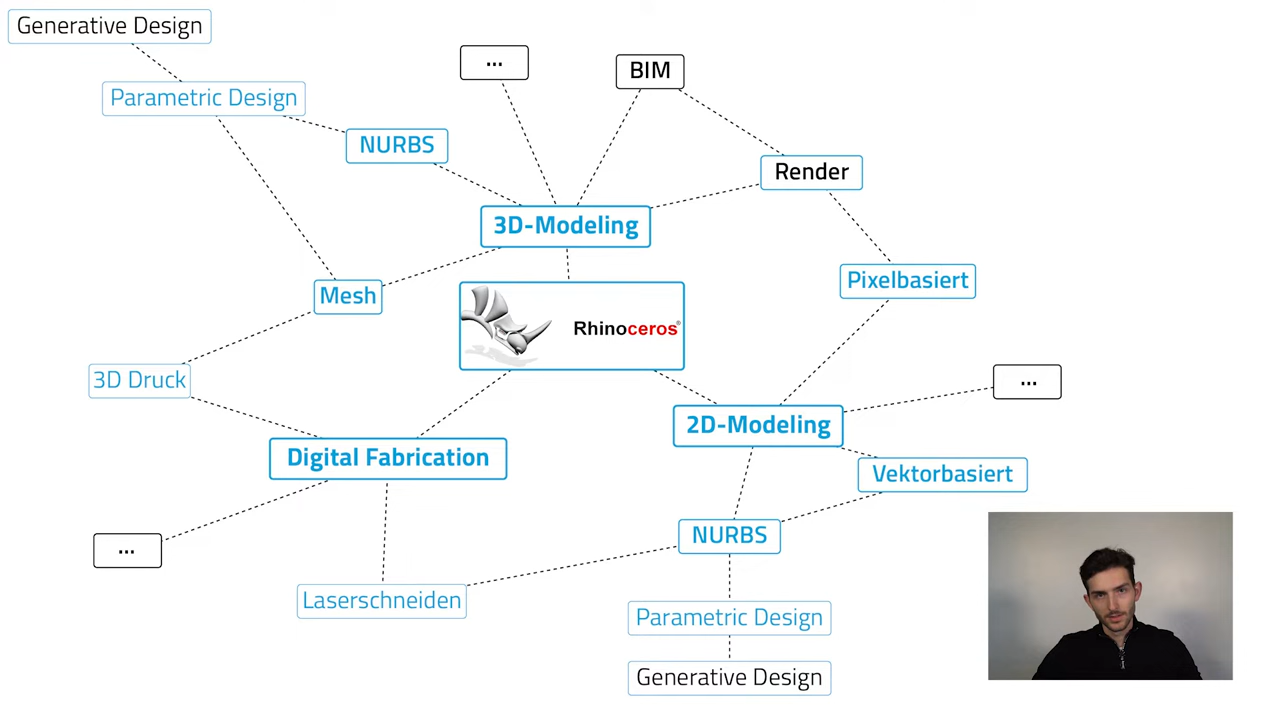 Generative Design
...
BIM
Parametric Design
NURBS
Render
3D-Modeling
Pixelbasiert
Mesh
Rhinoceros®
3D Druck
...
2D-Modeling
Digital Fabrication
Vektorbasiert
NURBS
...
Laserschneiden
Parametric Design
Generative Design